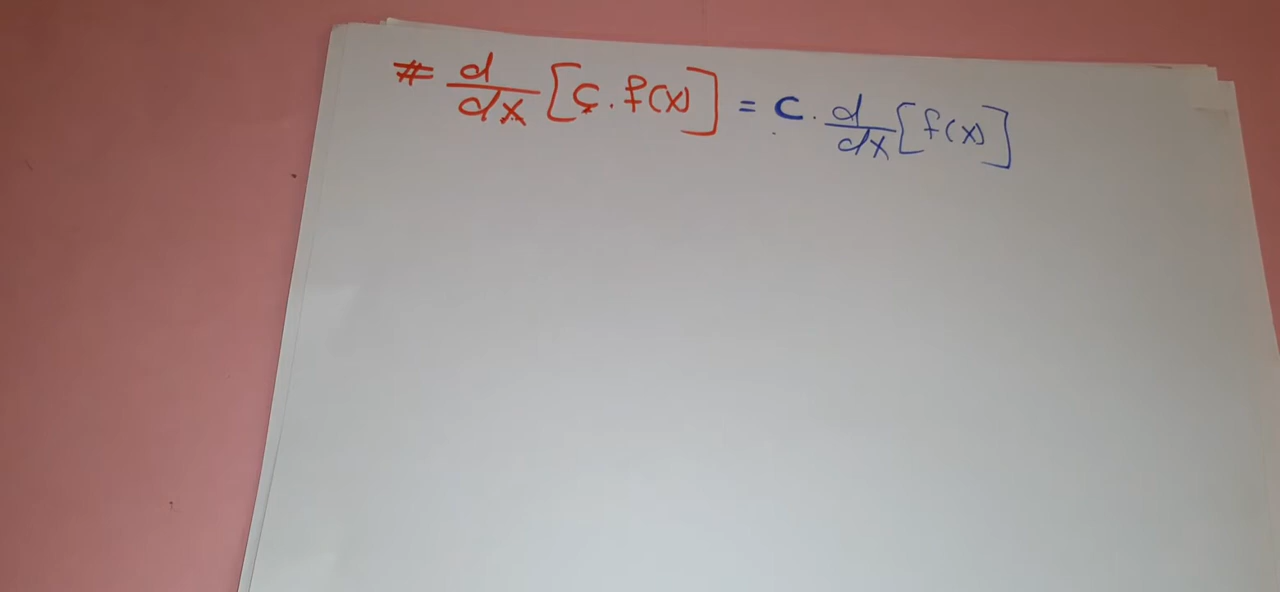 # d/dx [c . f(x)] = c . d/dx [f(x)]